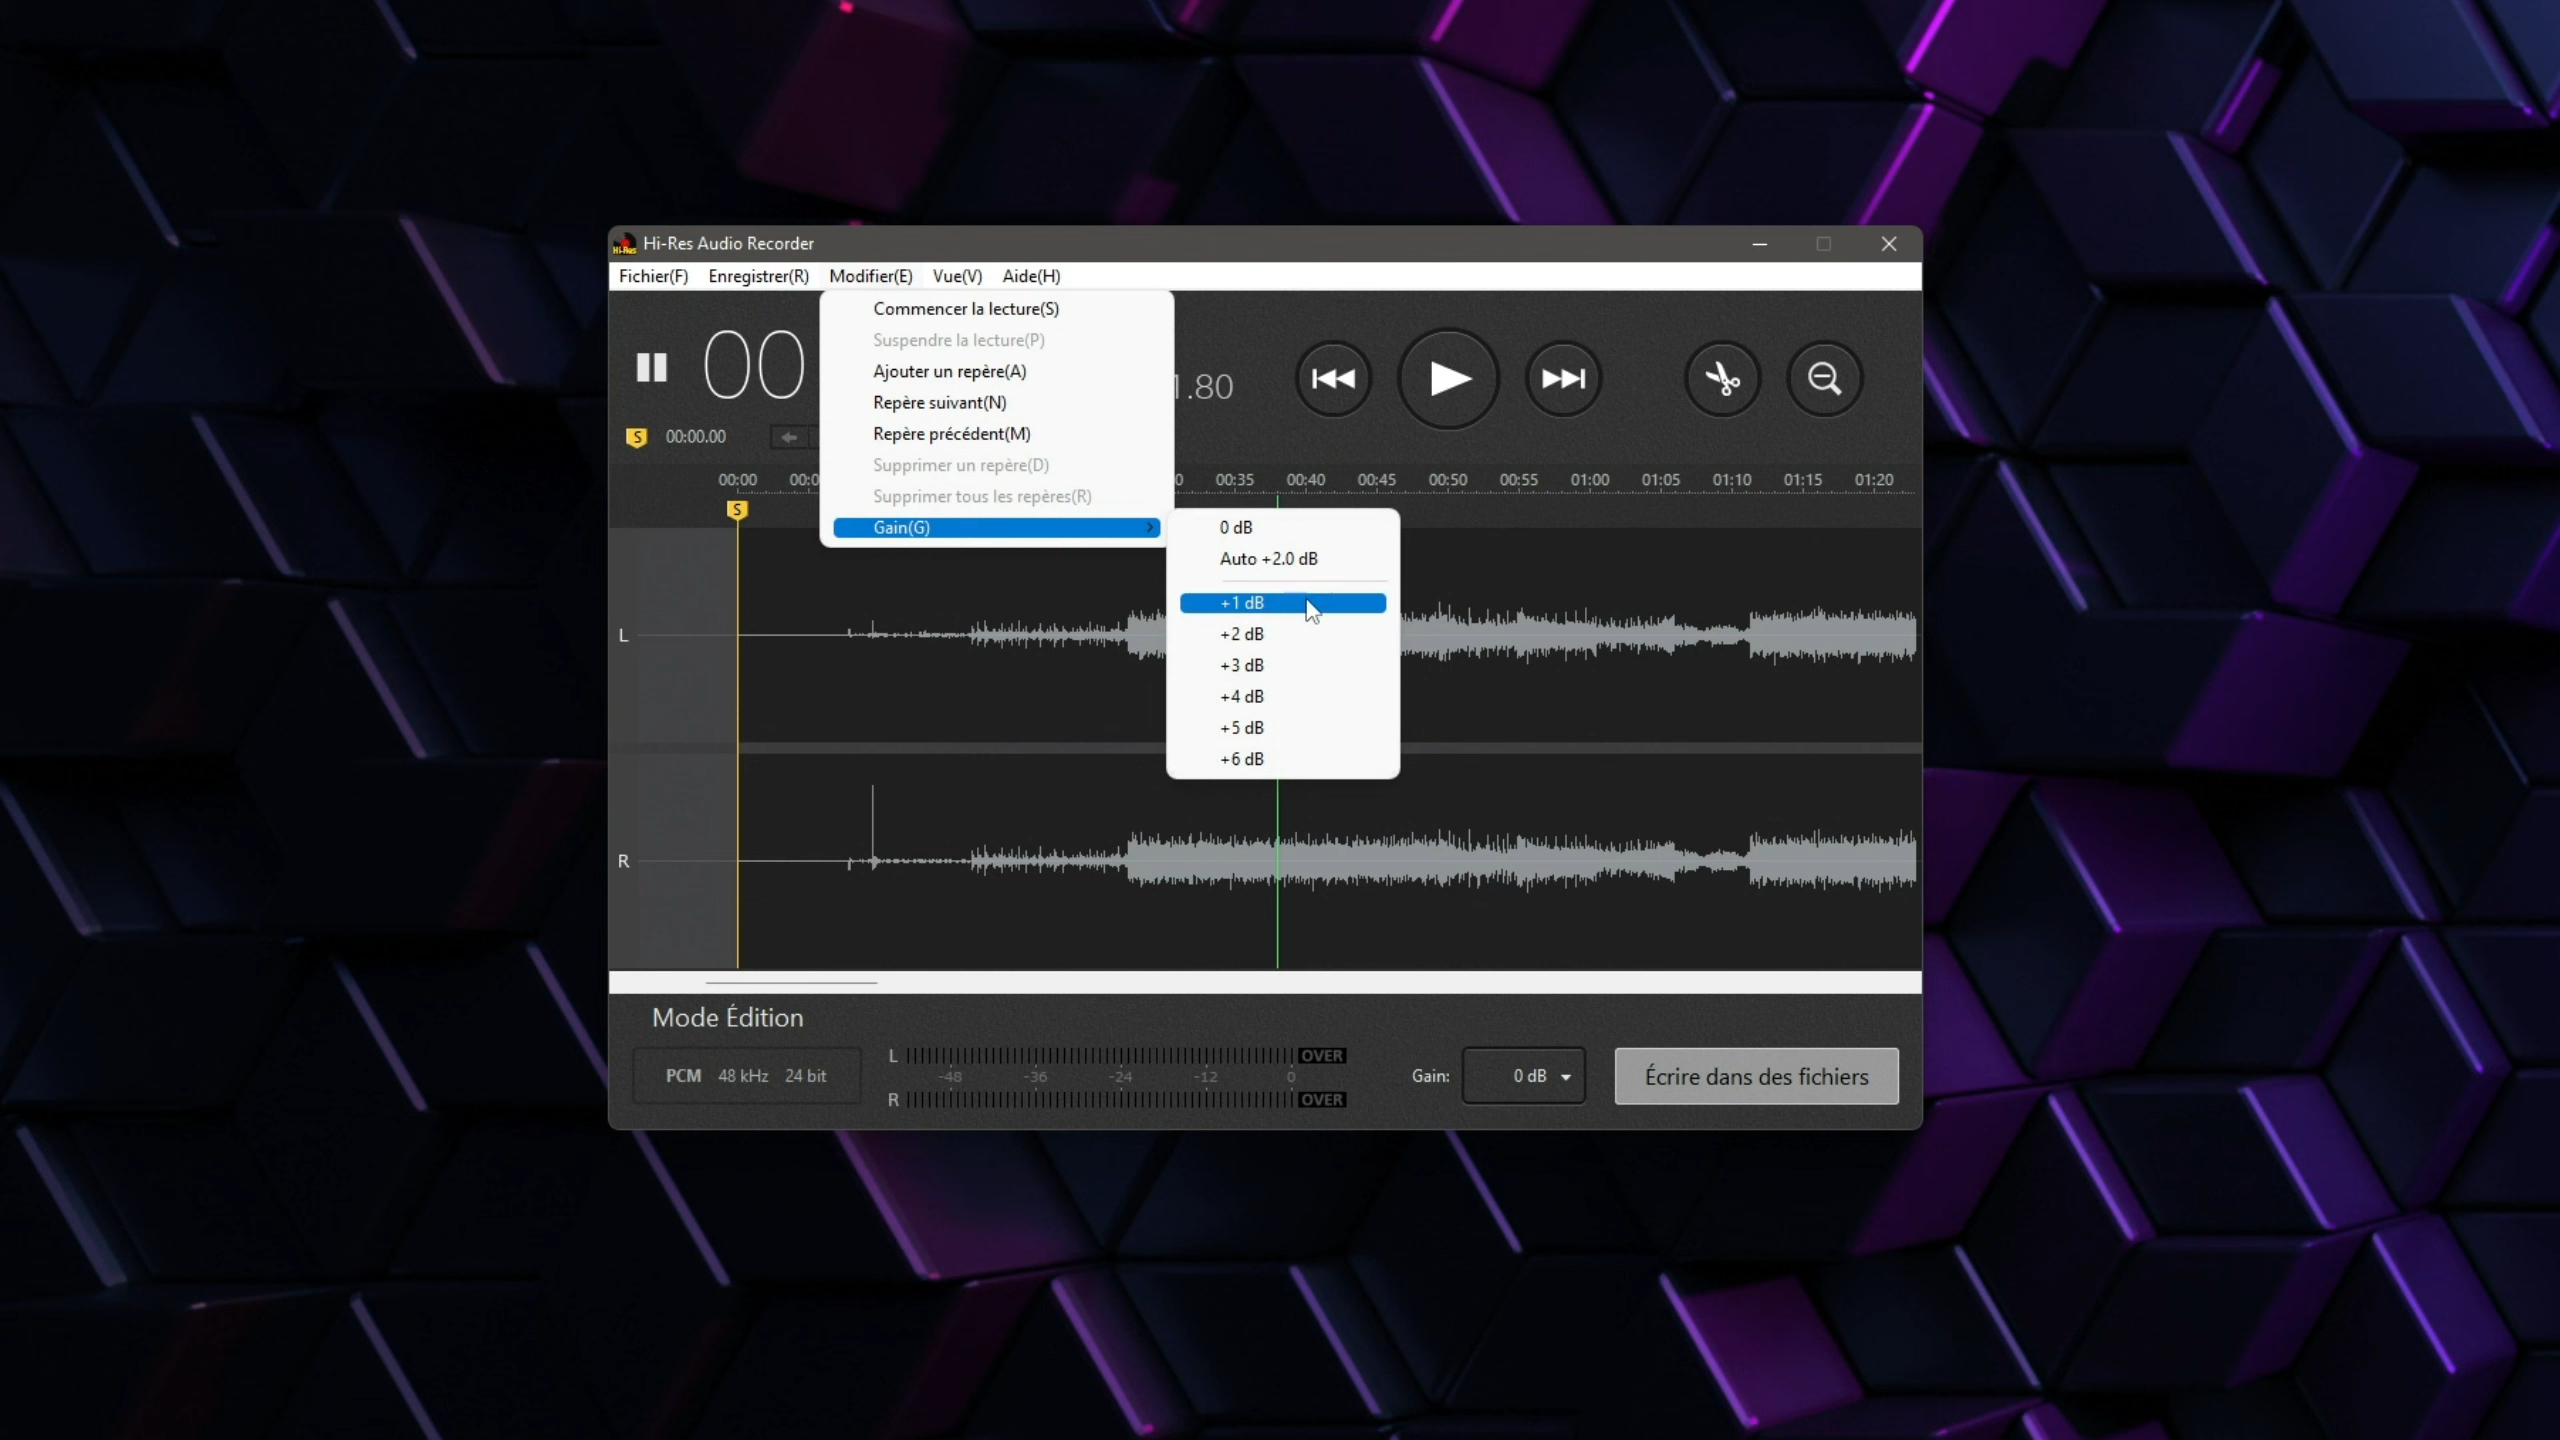 Hi-Res Audio Recorder
Fichier(F) Enregistrer(R) Modifier(E) Vue(V) Aide(H)
Commencer la lecture(S)
Suspendre la lecture(P)
Ajouter un repère(A)
Repère suivant(N)
Repère précédent(M)
Supprimer un repère(D)
Supprimer tous les repères(R)
Gain(G)
0 dB
Auto +2.0 dB
+1 dB
+2 dB
+3 dB
+4 dB
+5 dB
+6 dB
00
1.80
S 00:00.00
00:00 00:0 0 00:35 00:40 00:45 00:50 00:55 01:00 01:05 01:10 01:15 01:20
S
L
R
Mode Édition
PCM 48 kHz 24 bit
L OVER
-48 -36 -24 -12 0
R OVER
Gain: 0 dB
Écrire dans des fichiers